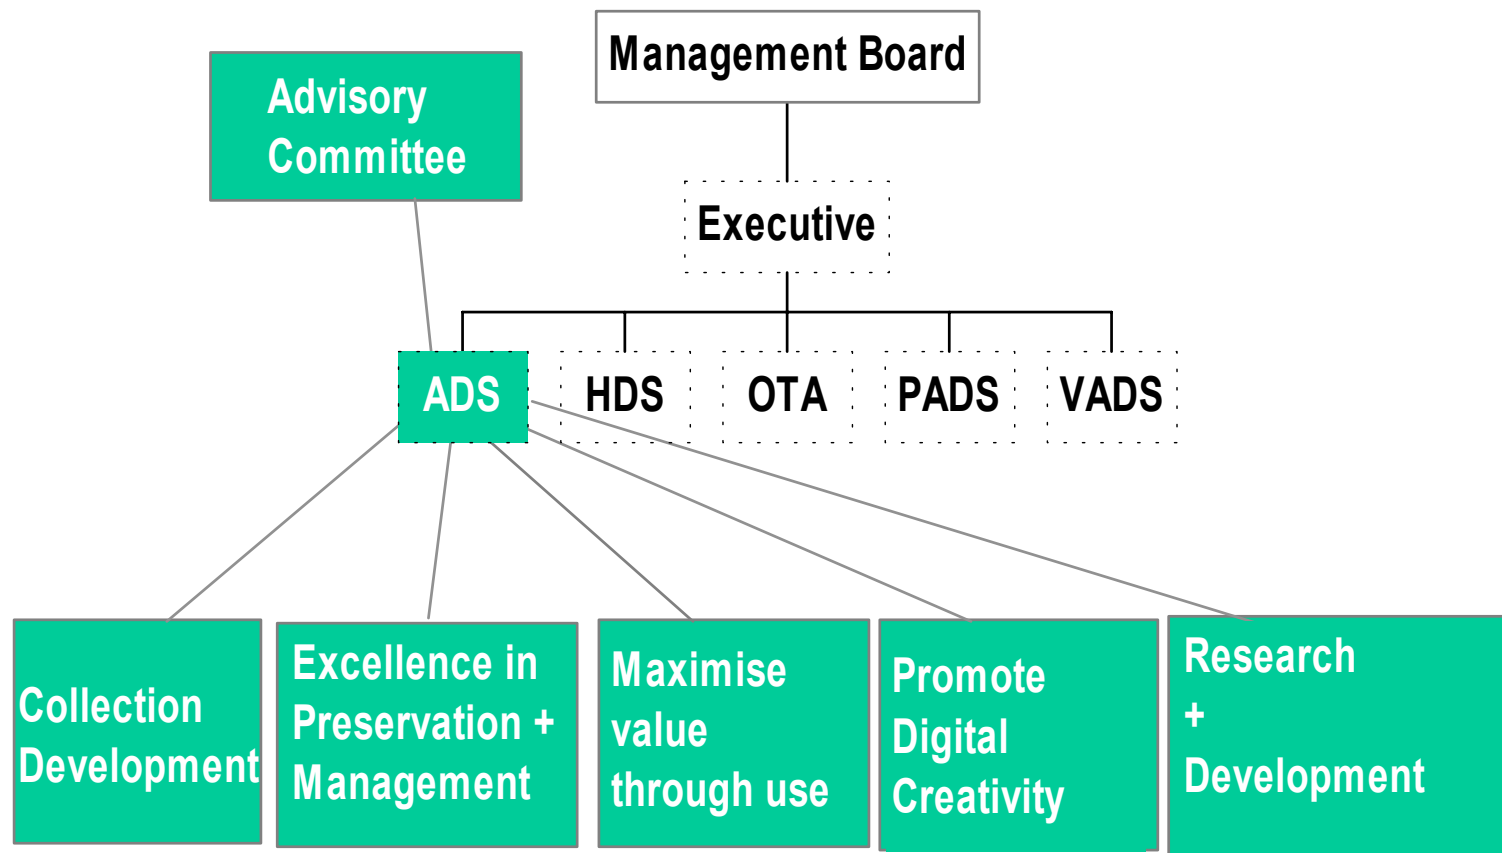 Management Board
Advisory
Committee
Executive
ADS
HDS
OTA
PADS
VADS
Collection
Development
Excellence in
Preservation +
Management
Maximise
value
through use
Promote
Digital
Creativity
Research
+
Development